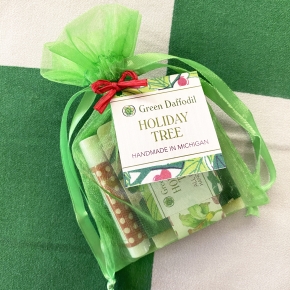 Green Daffodil
HOLIDAY
TREE
HANDMADE IN MICHIGAN